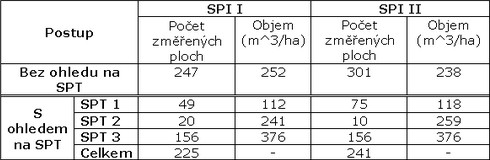 Postup SPI I SPI II
Počet změřených ploch Objem (m^3/ha) Počet změřených ploch Objem (m^3/ha)
Bez ohledu na SPT 247 252 301 238
S ohledem na SPT
SPT 1 49 112 75 118
SPT 2 20 241 10 259
SPT 3 156 376 156 376
Celkem 225 - 241 -